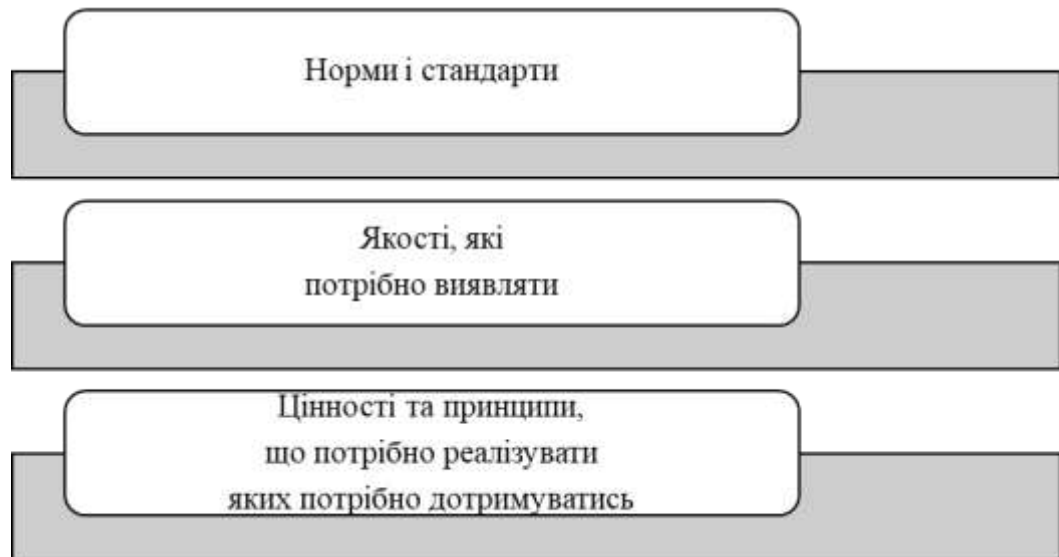 Норми і стандарти
Якості, які
потрібно виявляти
Цінності та принципи,
що потрібно реалізувати
яких потрібно дотримуватись